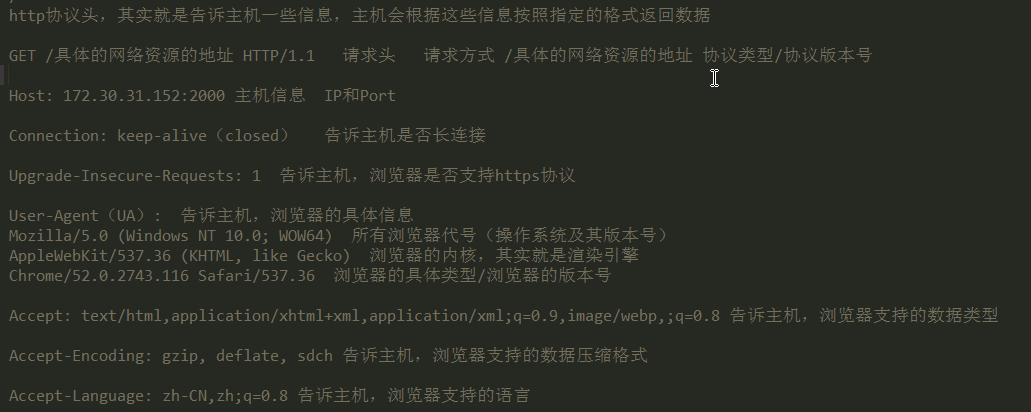 http协议头，其实就是告诉主机一些信息，主机会根据这些信息按照指定的格式返回数据
GET /具体的网络资源的地址 HTTP/1.1 请求头 请求方式 /具体的网络资源的地址 协议类型/协议版本号
Host: 172.30.31.152:2000 主机信息 IP和Port
Connection: keep-alive（closed） 告诉主机是否长连接
Upgrade-Insecure-Requests: 1 告诉主机，浏览器是否支持https协议
User-Agent（UA）: 告诉主机，浏览器的具体信息
Mozilla/5.0 (Windows NT 10.0; WOW64) 所有浏览器代号（操作系统及其版本号）
AppleWebKit/537.36 (KHTML, like Gecko) 浏览器的内核，其实就是渲染引擎
Chrome/52.0.2743.116 Safari/537.36 浏览器的具体类型/浏览器的版本号
Accept: text/html,application/xhtml+xml,application/xml;q=0.9,image/webp,;q=0.8 告诉主机，浏览器支持的数据类型
Accept-Encoding: gzip, deflate, sdch 告诉主机，浏览器支持的数据压缩格式
Accept-Language: zh-CN,zh;q=0.8 告诉主机，浏览器支持的语言